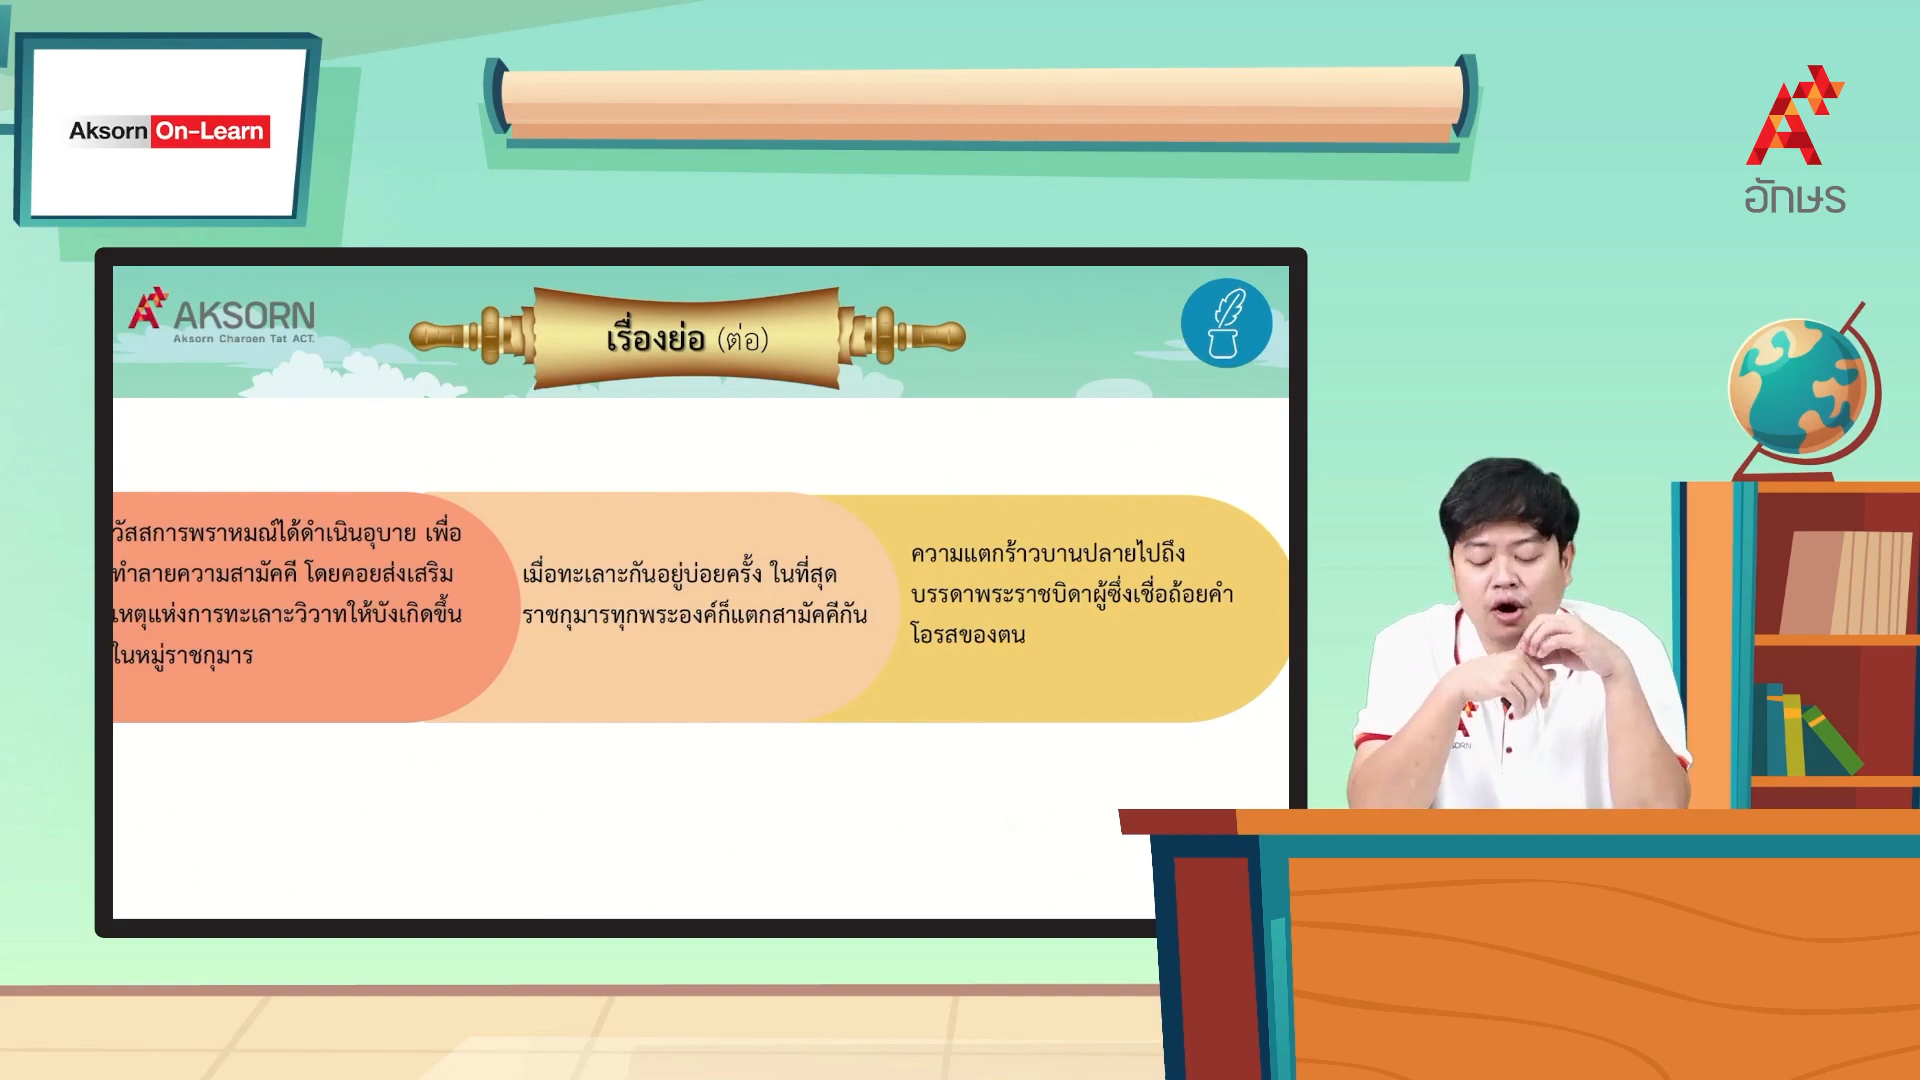 Aksorn On-Learn
อักษร
AKSORN
Aksorn Charoen Tat ACT.
เรื่องย่อ (ต่อ)
วัสสการพราหมณ์ได้ดำเนินอุบาย เพื่อ
ทำลายความสามัคคี โดยคอยส่งเสริม
เหตุแห่งการทะเลาะวิวาทให้บังเกิดขึ้น
ในหมู่ราชกุมาร
เมื่อทะเลาะกันอยู่บ่อยครั้ง ในที่สุด
ราชกุมารทุกพระองค์ก็แตกสามัคคีกัน
ความแตกร้าวบานปลายไปถึง
บรรดาพระราชบิดาผู้ซึ่งเชื่อถ้อยคำ
โอรสของตน